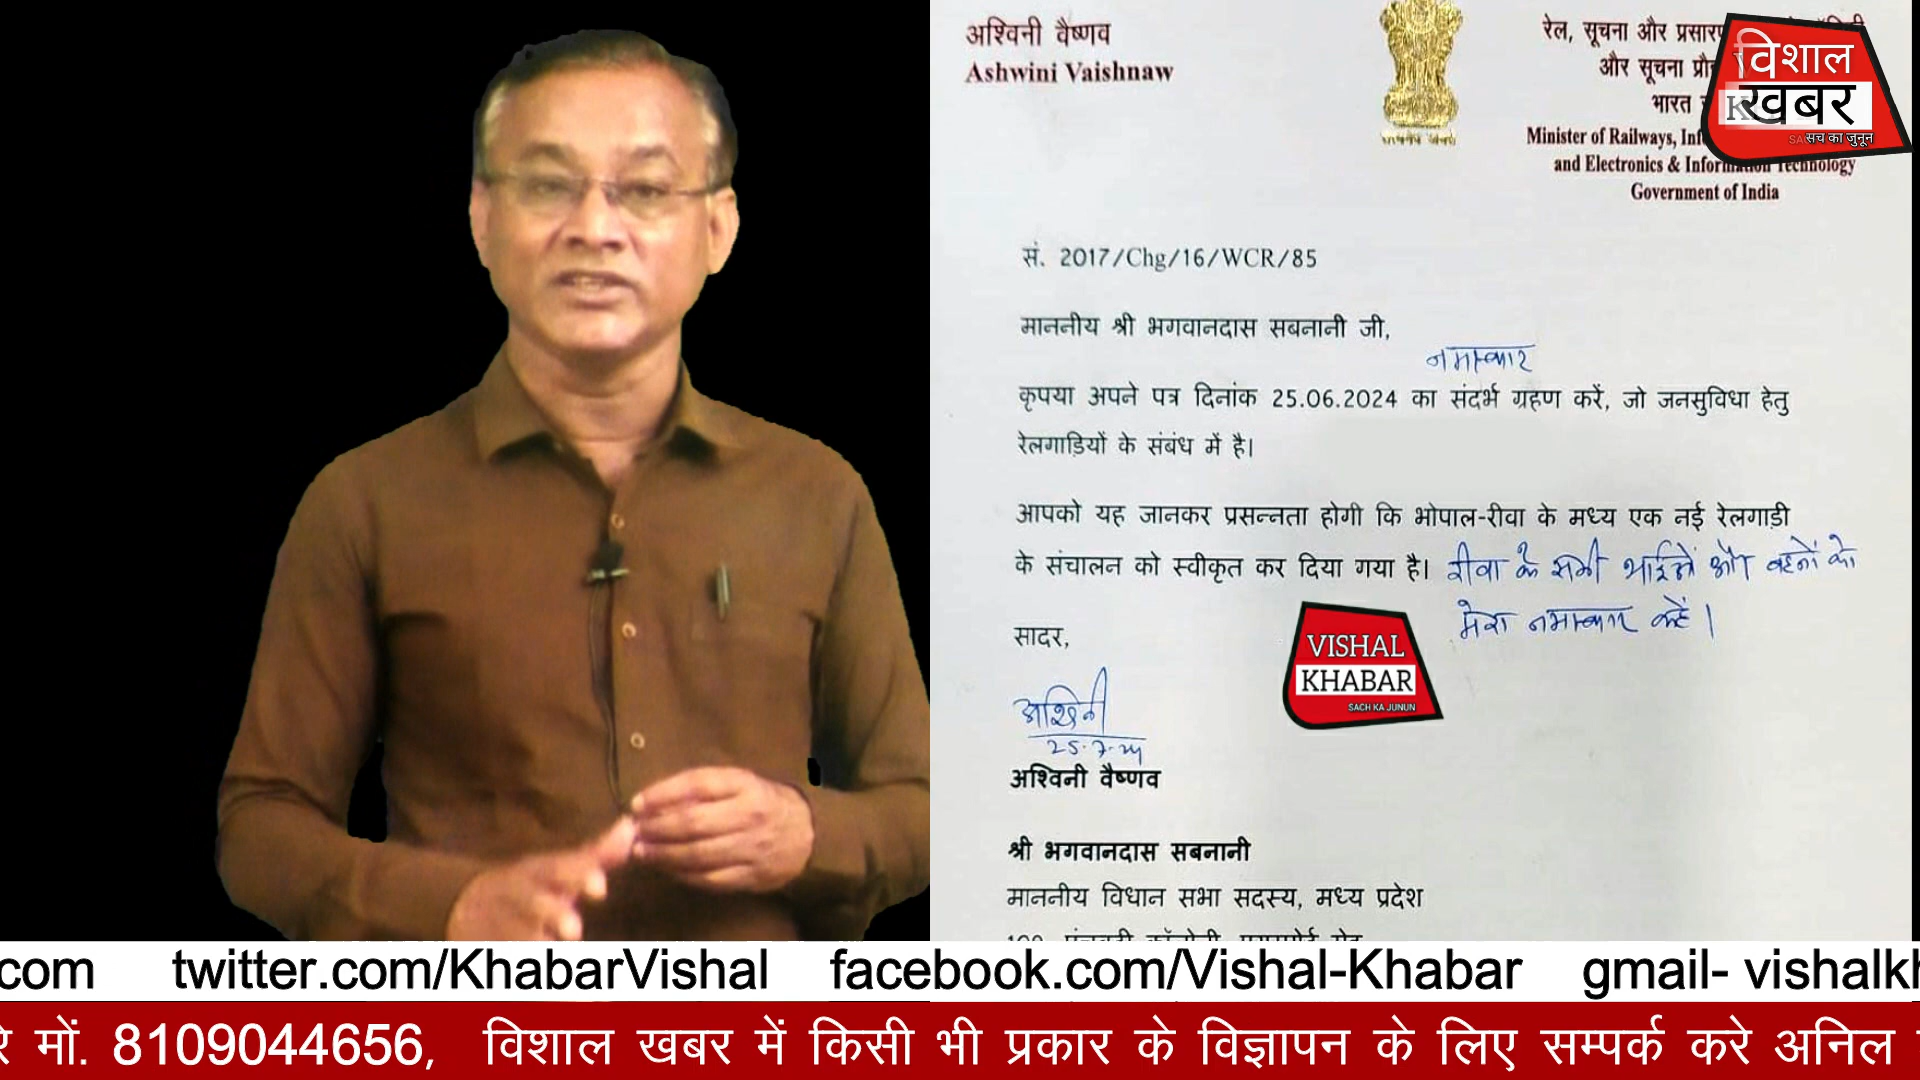 अश्विनी वैष्णव
Ashwini Vaishnaw
रेल, सूचना और
और सूचना
भारत
Minister of Railways,
and Electronics & Information Technology
Government of India
विशाल
खबर
सच का जुनून
सं. 2017/Chg/16/WCR/85
माननीय श्री भगवानदास सबनानी जी,
नमस्कार
कृपया अपने पत्र दिनांक 25.06.2024 का संदर्भ ग्रहण करें, जो जनसुविधा हेतु
रेलगाड़ियों के संबंध में है।
आपको यह जानकर प्रसन्नता होगी कि भोपाल-रीवा के मध्य एक नई रेलगाड़ी
के संचालन को स्वीकृत कर दिया गया है। रीवा के सभी भाईयों और बहनों को
मेरा नमस्कार कहें।
सादर,
VISHAL
KHABAR
SACH KA JUNUN
अश्विनी
25.7.24
अश्विनी वैष्णव
श्री भगवानदास सबनानी
माननीय विधान सभा सदस्य, मध्य प्रदेश
com twitter.com/KhabarVishal facebook.com/Vishal-Khabar gmail- vishalkh
रे मों. 8109044656, विशाल खबर में किसी भी प्रकार के विज्ञापन के लिए सम्पर्क करे अनिल